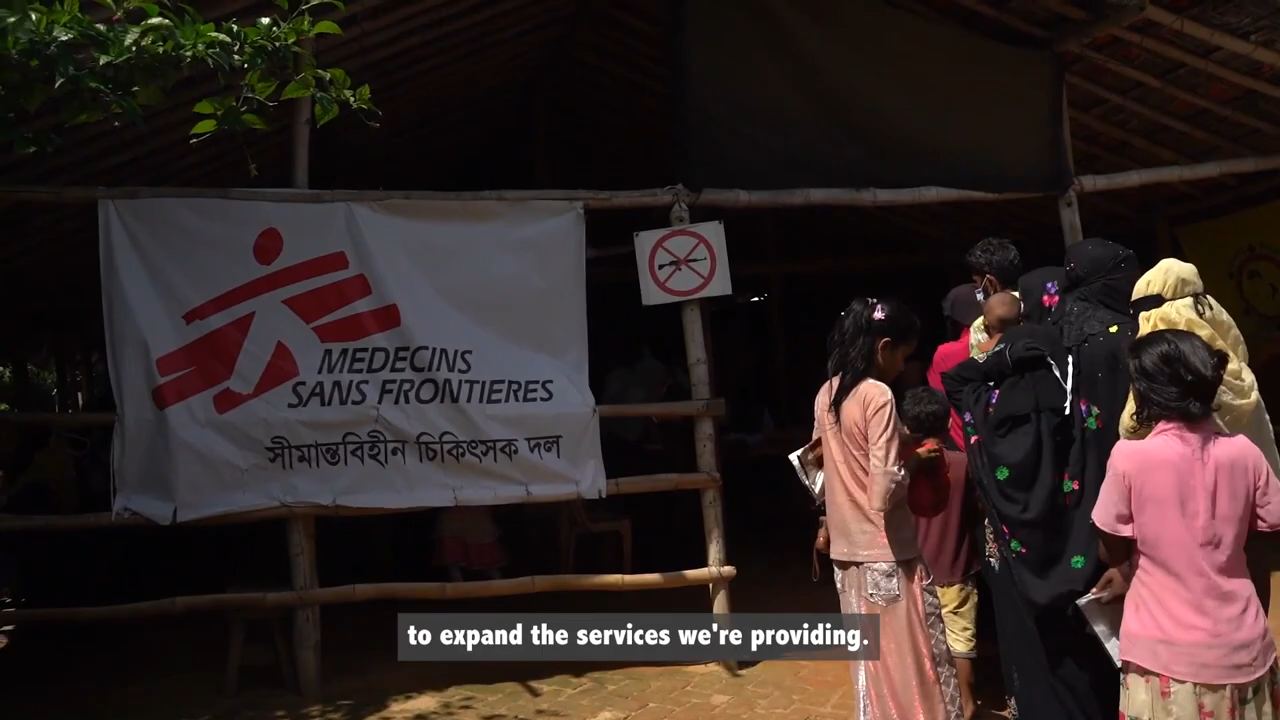 MEDECINS
SANS FRONTIERES
সীমান্তবিহীন চিকিৎসক দল
to expand the services we're providing.